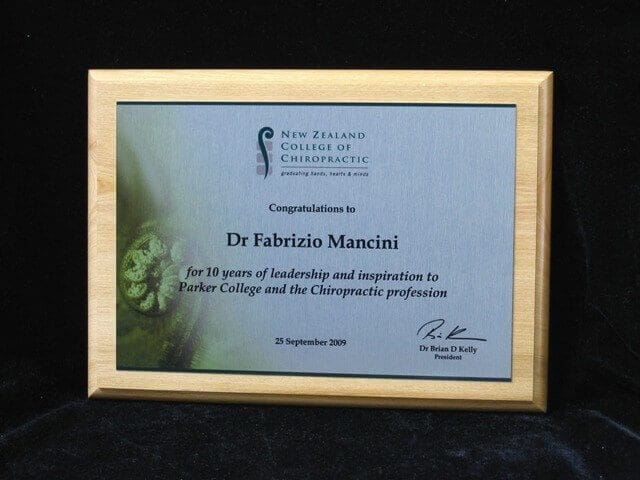 NEW ZEALAND
COLLEGE OF
CHIROPRACTIC
graduating hands, hearts & minds
Congratulations to
Dr Fabrizio Mancini
for 10 years of leadership and inspiration to
Parker College and the Chiropractic profession
25 September 2009
Dr Brian D Kelly
President